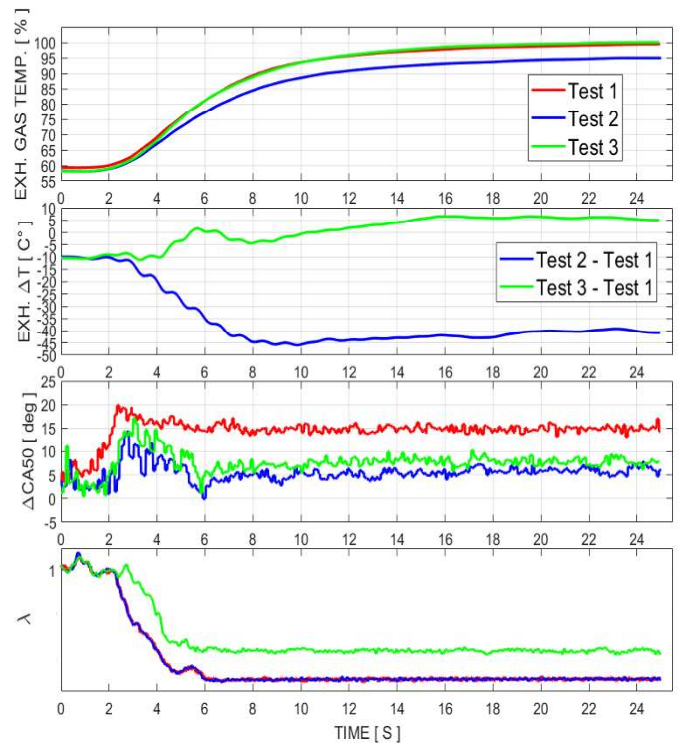 EXH. GAS TEMP. [ % ]
100
95
90
85
80
75
70
65
60
55
0 2 4 6 8 10 12 14 16 18 20 22 24
Test 1
Test 2
Test 3
EXH. ΔT [ C° ]
10
5
0
-5
-10
-15
-20
-25
-30
-35
-40
-45
-50
0 2 4 6 8 10 12 14 16 18 20 22 24
Test 2 - Test 1
Test 3 - Test 1
ΔCA50 [ deg ]
25
20
15
10
5
0
-5
0 2 4 6 8 10 12 14 16 18 20 22 24
λ
1
0 2 4 6 8 10 12 14 16 18 20 22 24
TIME [ S ]